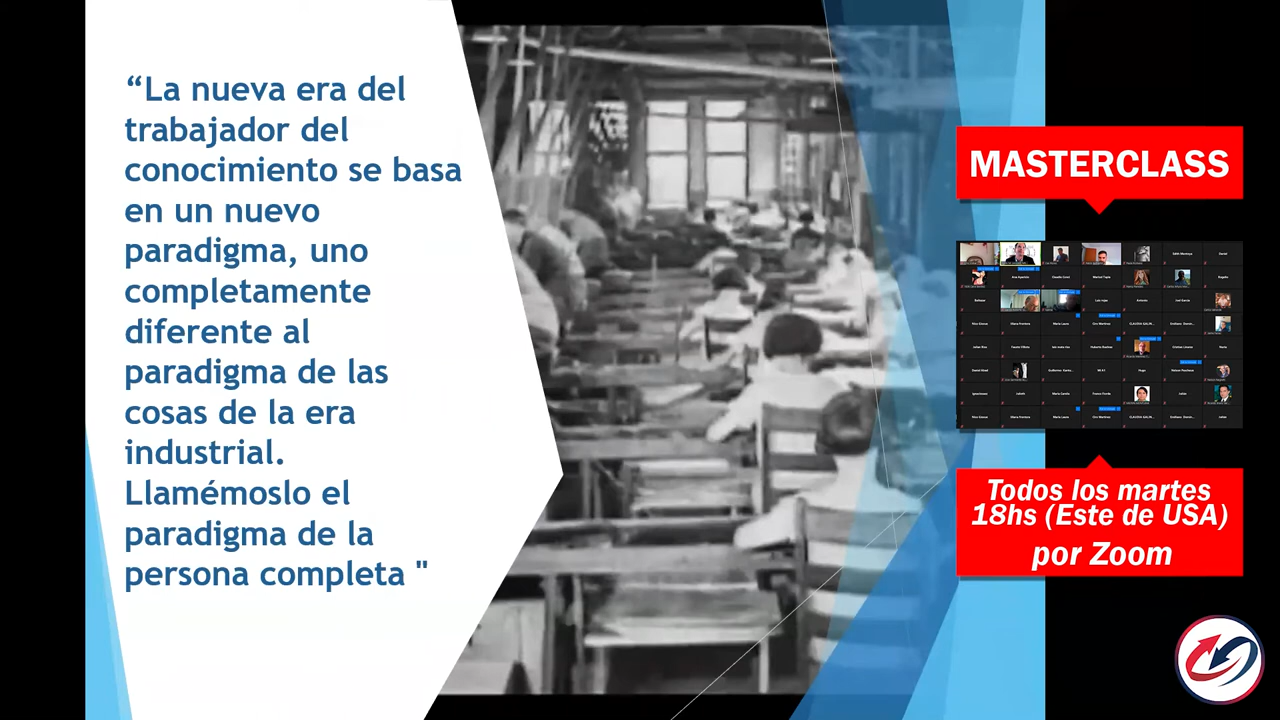 “La nueva era del
trabajador del
conocimiento se basa
en un nuevo
paradigma, uno
completamente
diferente al
paradigma de las
cosas de la era
industrial.
Llamémoslo el
paradigma de la
persona completa "
MASTERCLASS
Todos los martes
18hs (Este de USA)
por Zoom